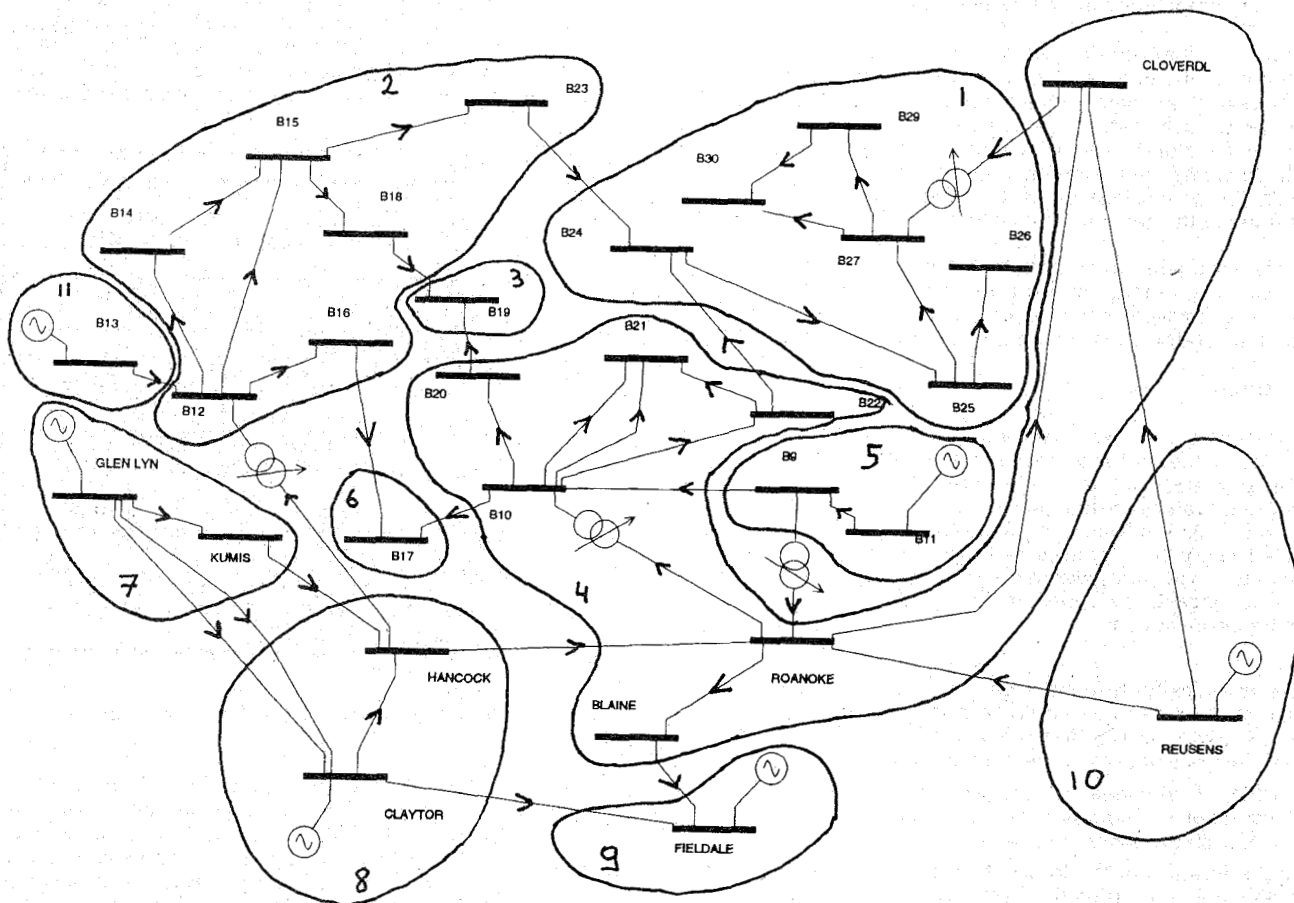 CLOVERDL
2
B23
1
B15
B29
B30
B18
B14
B24
B26
B27
11
3
B13
B16
B19
B21
B12
B20
B22
B25
GLEN LYN
B9
5
6
B10
KUMIS
B17
B11
7
4
HANCOCK
ROANOKE
BLAINE
REUSENS
10
CLAYTOR
FIELDALE
9
8